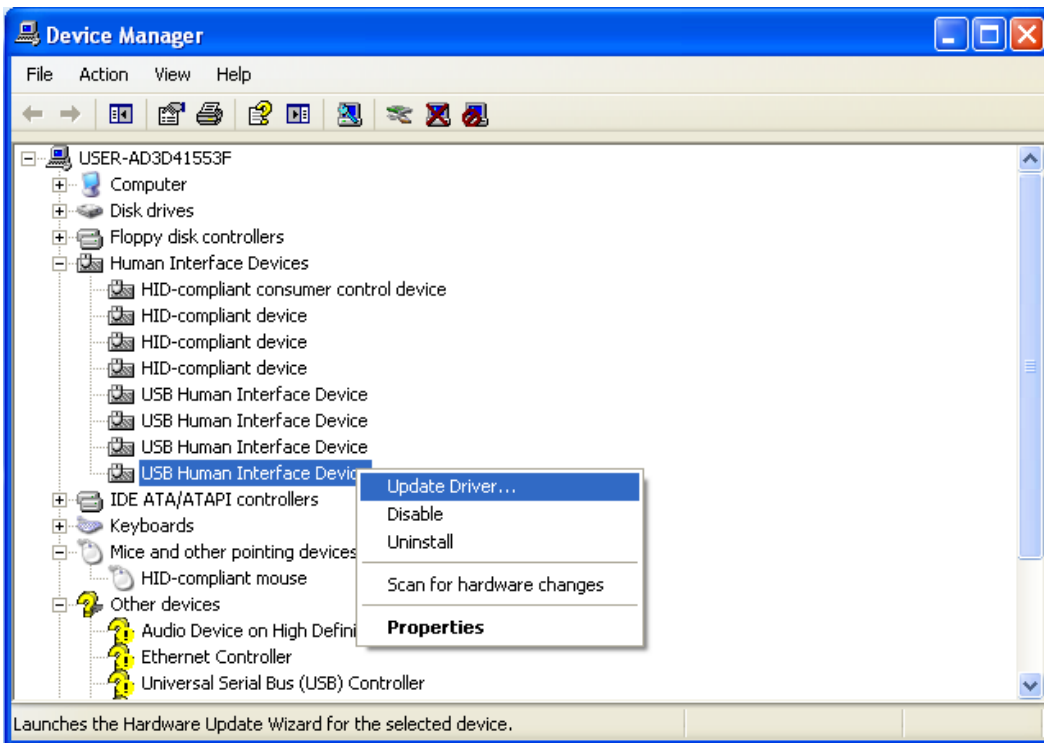 Device Manager
File Action View Help
USER-AD3D41553F
Computer
Disk drives
Floppy disk controllers
Human Interface Devices
HID-compliant consumer control device
HID-compliant device
HID-compliant device
HID-compliant device
USB Human Interface Device
USB Human Interface Device
USB Human Interface Device
USB Human Interface
Update Driver...
Disable
Uninstall
Scan for hardware changes
Properties
IDE ATA/ATAPI controllers
Keyboards
Mice and other pointing devices
HID-compliant mouse
Other devices
Audio Device on High
Ethernet Controller
Universal Serial Bus (USB) Controller
Launches the Hardware Update Wizard for the selected device.